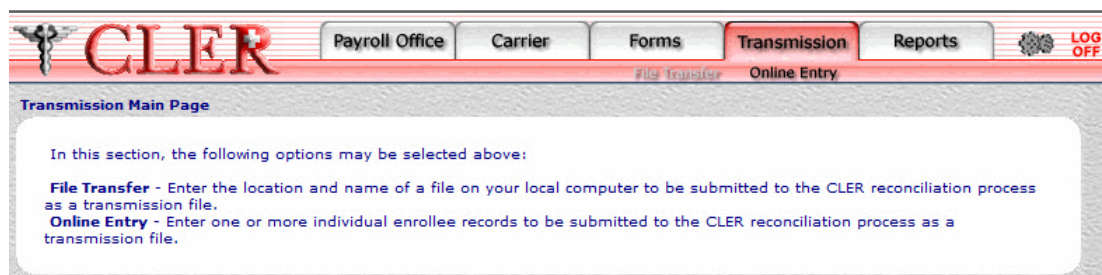 CLER
Payroll Office Carrier Forms Transmission Reports LOG OFF
File Transfer Online Entry
Transmission Main Page
In this section, the following options may be selected above:
File Transfer - Enter the location and name of a file on your local computer to be submitted to the CLER reconciliation process
as a transmission file.
Online Entry - Enter one or more individual enrollee records to be submitted to the CLER reconciliation process as a
transmission file.